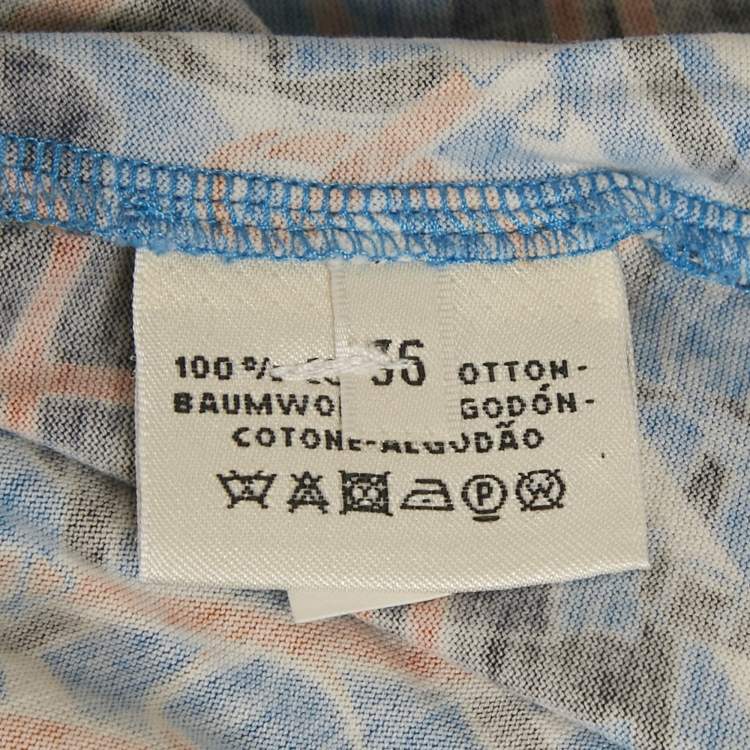 36
100 % OTTON-
BAUMWO GODÓN-
COTONE-ALGODÃO
P W